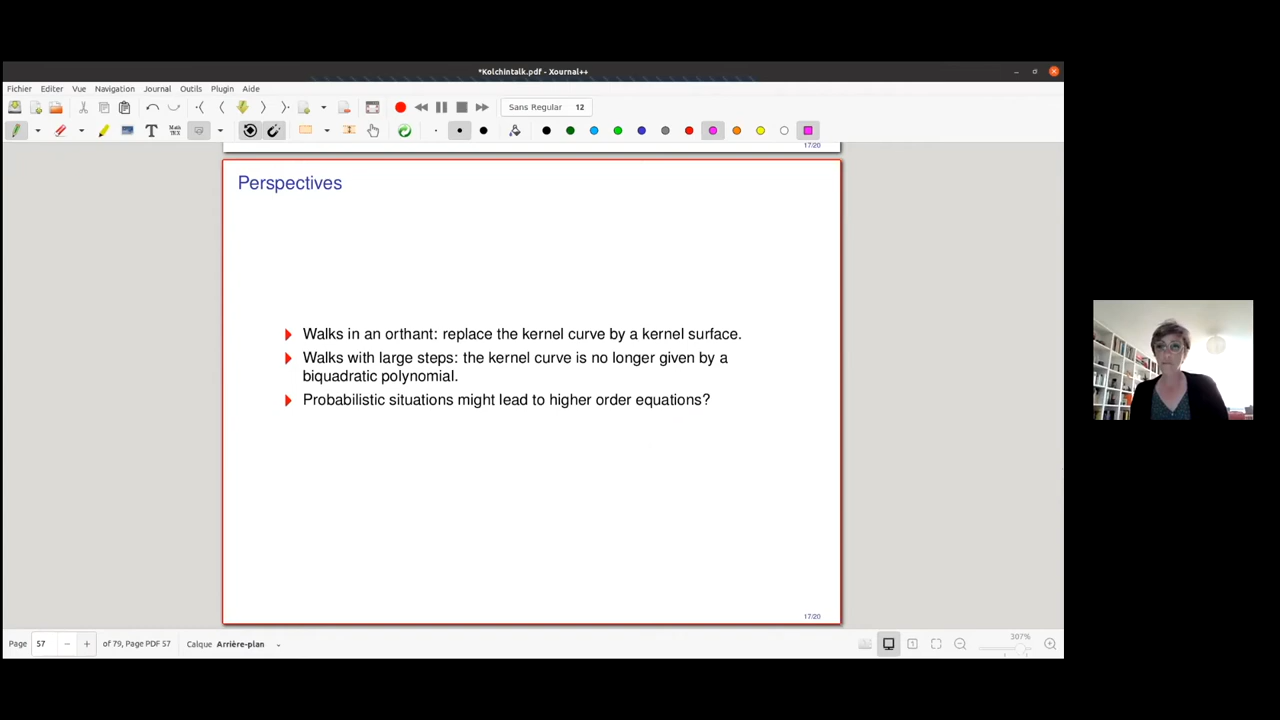 *Kolchintalk.pdf - Xournal++
Fichier Editer Vue Navigation Journal Outils Plugin Aide
Sans Regular 12
Math
TEX
17/20
Perspectives
Walks in an orthant: replace the kernel curve by a kernel surface.
Walks with large steps: the kernel curve is no longer given by a
biquadratic polynomial.
Probabilistic situations might lead to higher order equations?
17/20
Page 57 of 79, Page PDF 57 Calque Arrière-plan
307%